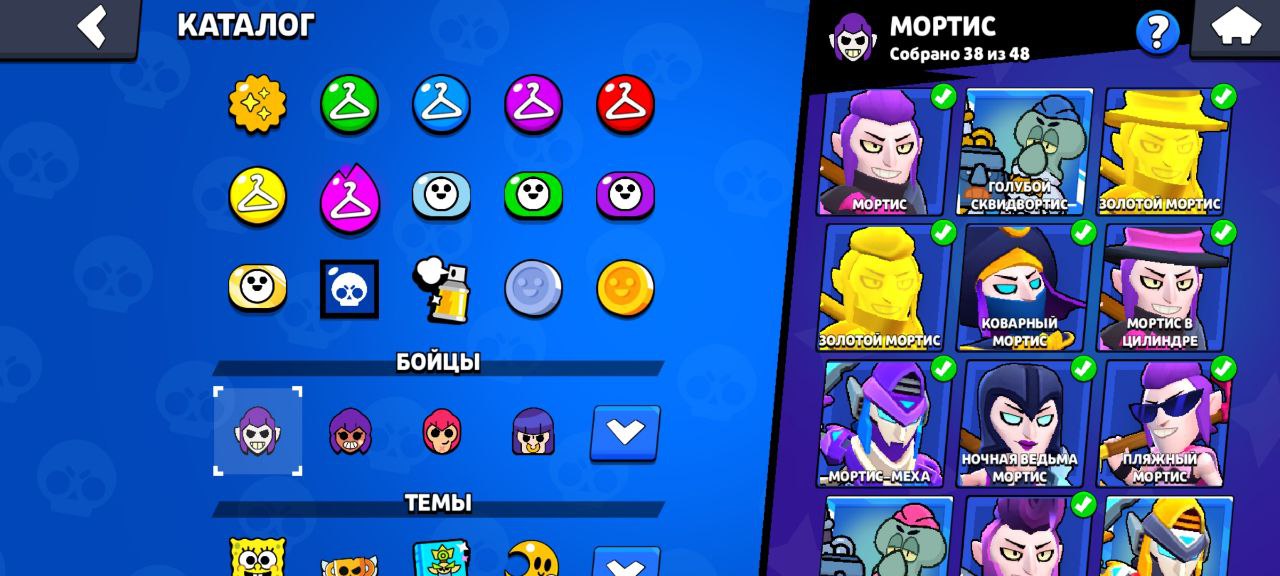 КАТАЛОГ
МОРТИС
Собрано 38 из 48
?
МОРТИС
ГОЛУБОЙ
СКВИДВОРТИС
ЗОЛОТОЙ МОРТИС
ЗОЛОТОЙ МОРТИС
КОВАРНЫЙ
МОРТИС
МОРТИС В
ЦИЛИНДРЕ
МОРТИС-МЕХА
НОЧНАЯ ВЕДЬМА
МОРТИС
ПЛЯЖНЫЙ
МОРТИС
БОЙЦЫ
ТЕМЫ